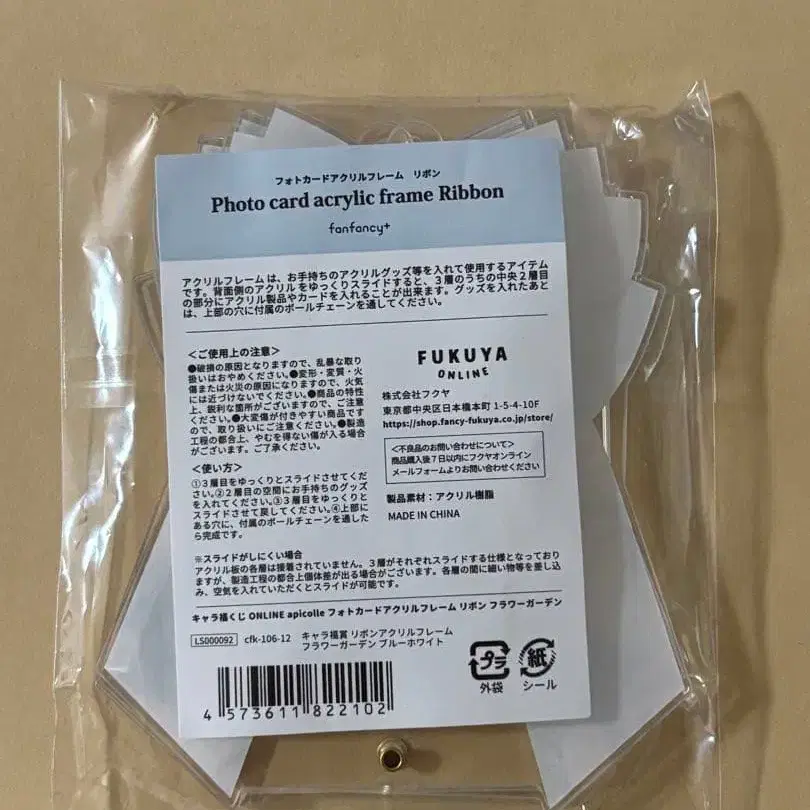 フォトカードアクリルフレーム リボン
Photo card acrylic frame Ribbon
fanfancy+
アクリルフレームは、お手持ちのアクリルグッズ等を入れて使用するアイテム
です。背面側のアクリルをゆっくりスライドすると、3層のうちの中央2層目
の部分にアクリル製品やカードを入れることが出来ます。グッズを入れたあと
は、上部の穴に付属のボールチェーンを通してください。
＜ご使用上の注意＞
●破損の原因となりますので、乱暴な取り
扱いはおやめください。●変形・変質・火
傷または火災の原因になりますので、火気
には近づけないでください。●商品の特性
上、鋭利な箇所がございますので、ご注意
ください。●大変傷が付きやすい商品です
ので、取り扱いにご注意ください。●製造
工程の都合上、やむを得ない傷が入る場合
がございます。ご了承ください。
＜使い方＞
①3層目をゆっくりとスライドさせてくだ
さい。②2層目の空間にお手持ちのグッズ
を入れてください。③3層目をゆっくりと
スライドさせて戻してください。④上部に
ある穴に、付属のボールチェーンを通した
ら完成です。
FUKUYA
ONLINE
株式会社フクヤ
東京都中央区日本橋本町 1-5-4-10F
https://shop.fancy-fukuya.co.jp/store/
＜不良品のお問い合わせについて＞
商品購入後7日以内にフクヤオンライン
メールフォームよりお問い合わせください
製品素材：アクリル樹脂
MADE IN CHINA
※スライドがしにくい場合
アクリル板の各層は接着されていません。3層がそれぞれスライドする仕様となっており
ますが、製造工程の都合上個体差が出る場合がございます。各層の間に細い物等を差し込
み、空気を入れていただくとスライドが可能です。
キャラ福くじ ONLINE apicolle フォトカードアクリルフレーム リボン フラワーガーデン
LS000092 cfk-106-12 キャラ福賞 リボンアクリルフレーム
フラワーガーデン ブルーホワイト
4 573611 822102
プラ
外袋
紙
シール